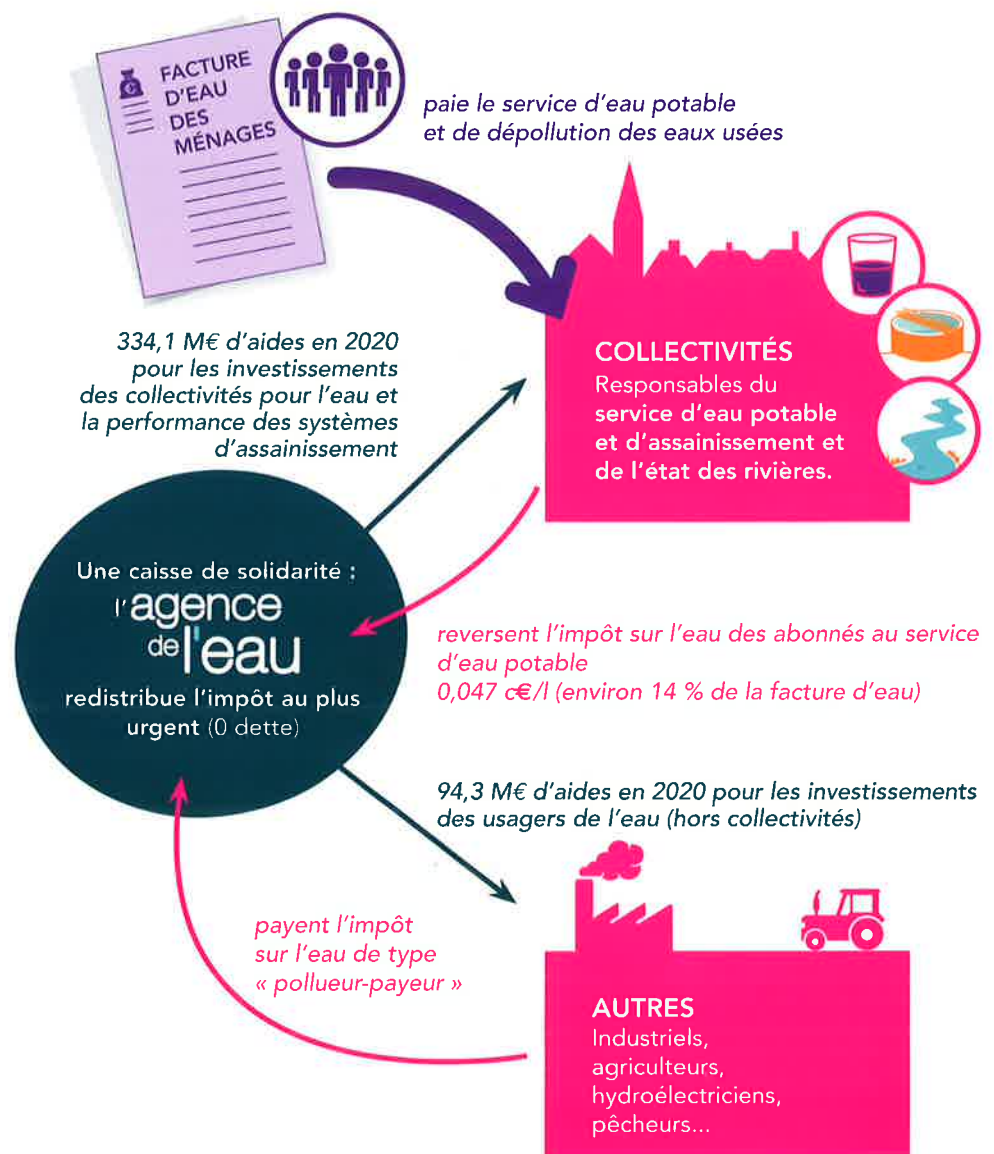 FACTURE
D'EAU
DES
MÉNAGES
paie le service d'eau potable
et de dépollution des eaux usées
334,1 M€ d'aides en 2020
pour les investissements
des collectivités pour l'eau et
la performance des systèmes
d'assainissement
COLLECTIVITÉS
Responsables du
service d'eau potable
et d'assainissement et
de l'état des rivières.
Une caisse de solidarité :
l'agence
de l'eau
redistribue l'impôt au plus
urgent (0 dette)
reversent l'impôt sur l'eau des abonnés au service
d'eau potable
0,047 c€/l (environ 14 % de la facture d'eau)
94,3 M€ d'aides en 2020 pour les investissements
des usagers de l'eau (hors collectivités)
payent l'impôt
sur l'eau de type
« pollueur-payeur »
AUTRES
Industriels,
agriculteurs,
hydroélectriciens,
pêcheurs...